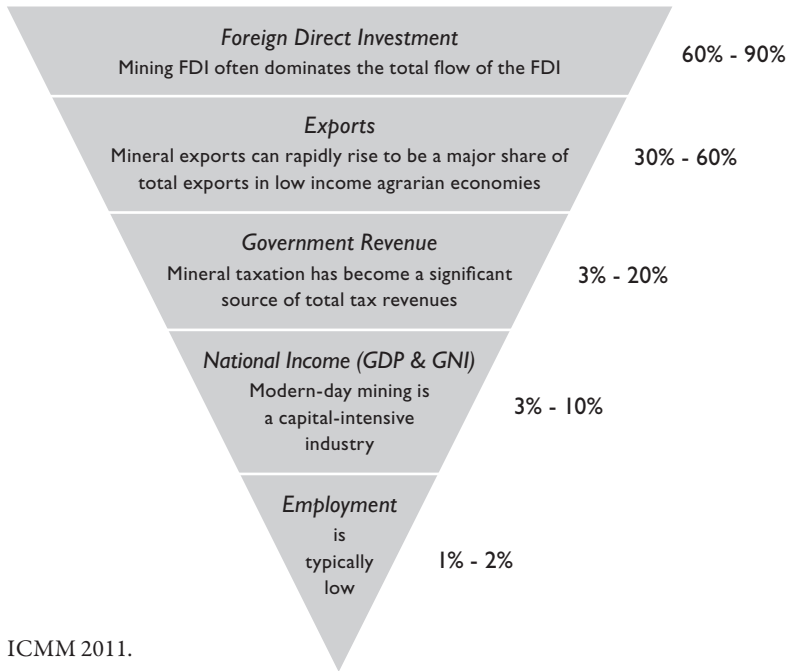 Foreign Direct Investment
Mining FDI often dominates the total flow of the FDI
60% - 90%
Exports
Mineral exports can rapidly rise to be a major share of
total exports in low income agrarian economies
30% - 60%
Government Revenue
Mineral taxation has become a significant
source of total tax revenues
3% - 20%
National Income (GDP & GNI)
Modern-day mining is
a capital-intensive
industry
3% - 10%
Employment
is
typically
low
1% - 2%
ICMM 2011.